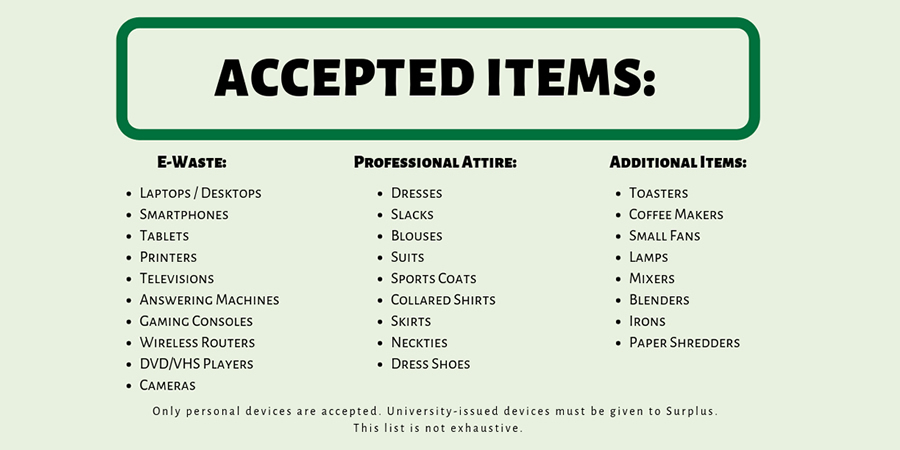 ACCEPTED ITEMS:
E-WASTE:
• LAPTOPS / DESKTOPS
• SMARTPHONES
• TABLETS
• PRINTERS
• TELEVISIONS
• ANSWERING MACHINES
• GAMING CONSOLES
• WIRELESS ROUTERS
• DVD/VHS PLAYERS
• CAMERAS
PROFESSIONAL ATTIRE:
• DRESSES
• SLACKS
• BLOUSES
• SUITS
• SPORTS COATS
• COLLARED SHIRTS
• SKIRTS
• NECKTIES
• DRESS SHOES
ADDITIONAL ITEMS:
• TOASTERS
• COFFEE MAKERS
• SMALL FANS
• LAMPS
• MIXERS
• BLENDERS
• IRONS
• PAPER SHREDDERS
Only personal devices are accepted. University-issued devices must be given to Surplus.
This list is not exhaustive.